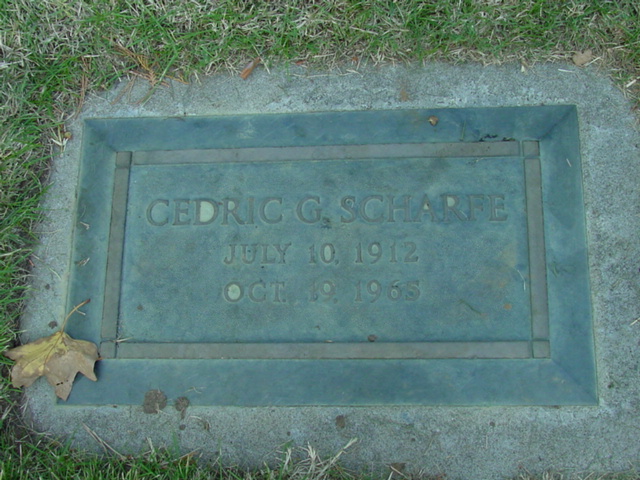 CEDRIC G. SCHARFE
JULY 10, 1912
OCT. 19, 1965